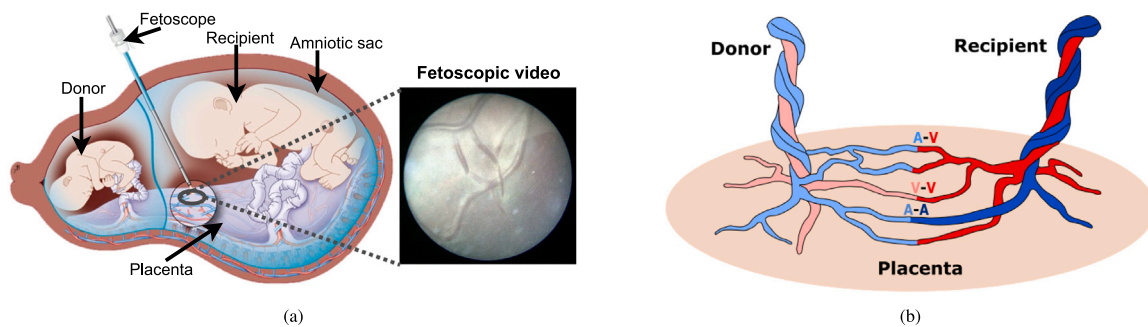 Fetoscope
Recipient
Amniotic sac
Donor
Fetoscopic video
Placenta
(a)
Donor
Recipient
A-V
V-V
A-A
Placenta
(b)